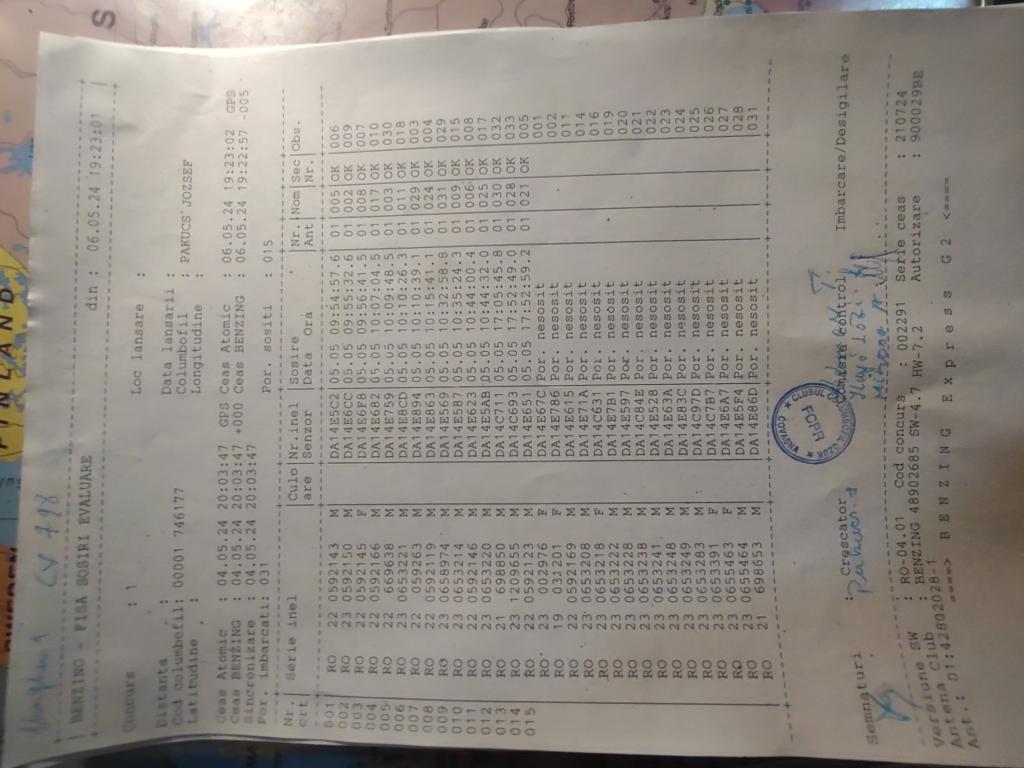 FINLAND
BENZING - FISA SOSIRI EVALUARE din : 06.05.24 19:23:01
Concurs : 1 Loc lansare :
Distanta : Data lansarii :
Cod columbofil: 00001 746177 Columbofil : PAKUCS'JOZSEF
Latitudine : Longitudine :
Ceas Atomic : 04.05.24 20:03:47 GPS Ceas Atomic : 06.05.24 19:23:02 GPS
Ceas BENZING : 04.05.24 20:03:47 +000 Ceas BENZING : 06.05.24 19:22:57 -005
Sincronizare : 04.05.24 20:03:47
Por. imbarcati: 031 Por. sositi : 015
Nr. Serie inel Culo Nr.inel Sosire Nr. Nom Sec Obs.
crt are Senzor Data Ora Ant Nr.
001 RO 22 0592143 M DA14E5C2 05.05 09:54:57.6 01 005 OK 006
002 RO 23 0592150 M DA14E6CC 05.05 09:55:32.6 01 002 OK 009
003 RO 22 0592145 F DA14E6F8 05.05 09:56:41.5 01 008 OK 007
004 RO 22 0592166 M DA14E682 05.05 10:07:04.5 01 017 OK 010
005 RO 22 669638 M DA14E759 05.05 10:09:48.5 01 003 OK 030
006 RO 23 0653221 M DA14E8CD 05.05 10:10:26.3 01 011 OK 018
007 RO 22 059263 M DA14E894 05.05 10:10:39.1 01 029 OK 003
008 RO 22 0592119 M DA14E863 05.05 10:15:41.1 01 024 OK 004
009 RO 23 0658974 M DA14E569 05.05 10:32:58.8 01 031 OK 029
010 RO 23 0653214 M DA14E587 05.05 10:35:24.3 01 009 OK 015
011 RO 22 0592146 M DA14E623 05.05 10:44:00.4 01 006 OK 008
012 RO 23 0653220 M DA14E5AB 05.05 10:44:32.0 01 025 OK 017
013 RO 21 698850 M DA14C711 05.05 17:05:45.8 01 030 OK 032
014 RO 23 1209655 M DA14C693 05.05 17:52:49.0 01 028 OK 033
015 RO 22 0592123 M DA14E651 05.05 17:52:59.2 01 021 OK 005
RO 23 002976 F DA14E67C Por. nesosit 001
RO 19 031201 F DA14E786 Por. nesosit 002
RO 22 0592169 M DA14E615 Por. nesosit 011
RO 23 0653208 M DA14E71A Por. nesosit 014
RO 23 0653218 F DA14C631 Por. nesosit 016
RO 23 0653222 M DA14E7B1 Por. nesosit 019
RO 23 0653228 M DA14E597 Por. nesosit 020
RO 23 0653238 M DA14C84E Por. nesosit 021
RO 23 0653241 M DA14E528 Por. nesosit 022
RO 23 0653248 M DA14E63A Por. nesosit 023
RO 23 0653249 M DA14E83C Por. nesosit 024
RO 23 0653283 M DA14C97D Por. nesosit 025
RO 23 0655391 F DA14C7B7 Por. nesosit 026
RO 23 0655463 F DA14E6A7 Por. nesosit 027
RO 23 0655464 M DA14E5F4 Por. nesosit 028
RO 21 698553 M DA14E86D Por. nesosit 031
CLUBUL COLUMBOFIL OZUN
COVASNA
FCPR
Semnaturi : Crescator Comisia control Imbarcare/Desigilare
Versiune SW : RO-04.01 Cod concurs : 002291 Serie ceas : 210724
Antena Club : BENZING 48902685 SW-4.7 HW-7.2 Autorizare : 900029BE
Ant.: 01:42802028-1
====> BENZING Express G2 <====